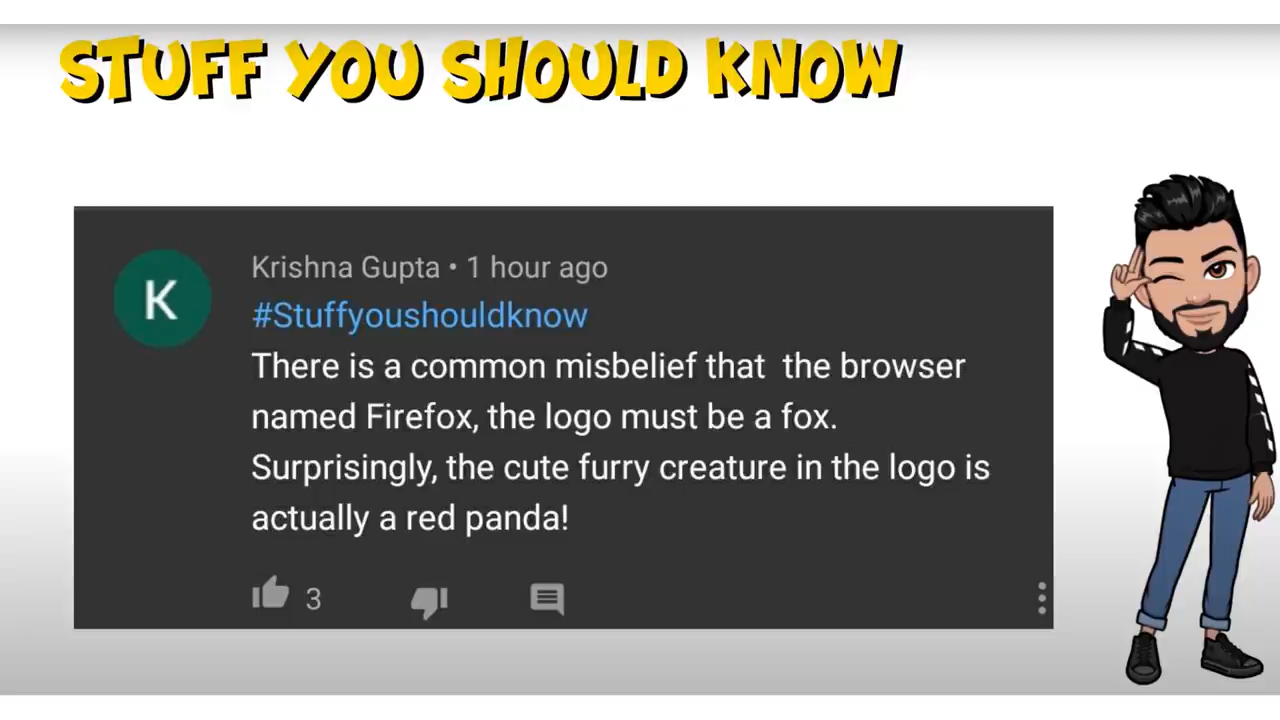 STUFF YOU SHOULD KNOW
K
Krishna Gupta • 1 hour ago
#Stuffyoushouldknow
There is a common misbelief that  the browser
named Firefox, the logo must be a fox.
Surprisingly, the cute furry creature in the logo is
actually a red panda!
3